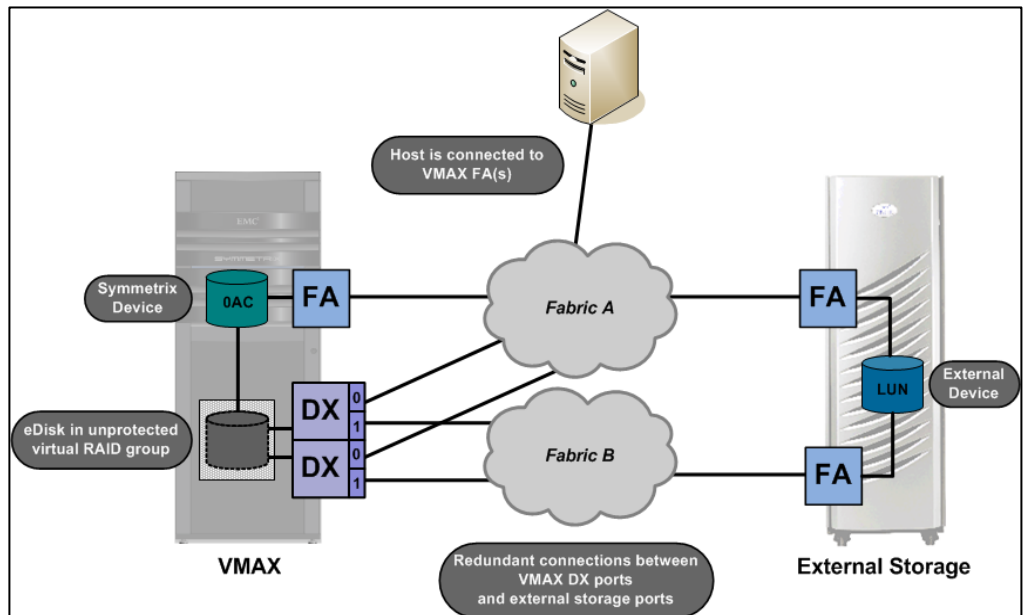 Host is connected to
VMAX FA(s)
EMC
SYMMETRI
Symmetrix
Device
0AC
FA
Fabric A
FA
LUN
External
Device
eDisk in unprotected
virtual RAID group
DX
0
1
DX
0
1
Fabric B
FA
VMAX
Redundant connections between
VMAX DX ports
and external storage ports
External Storage